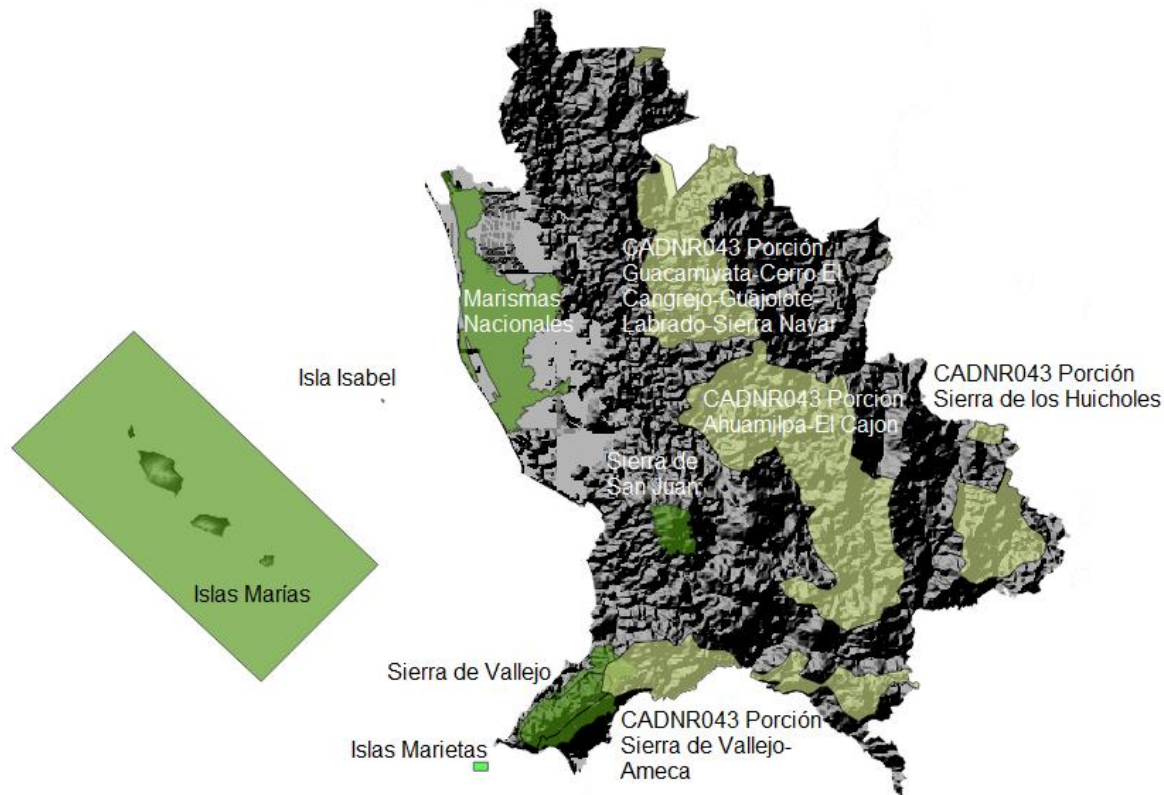 CADNR043 Porción
Guacamiyata-Cerro El
Cangrejo-Guajolote-
Labrado-Sierra Nayar
Marismas
Nacionales
Isla Isabel
CADNR043 Porción
Sierra de los Huicholes
CADNR043 Porción
Ahuamilpa-El Cajon
Sierra de
San Juan
Islas Marías
Sierra de Vallejo
CADNR043 Porción
Sierra de Vallejo-
Ameca
Islas Marietas